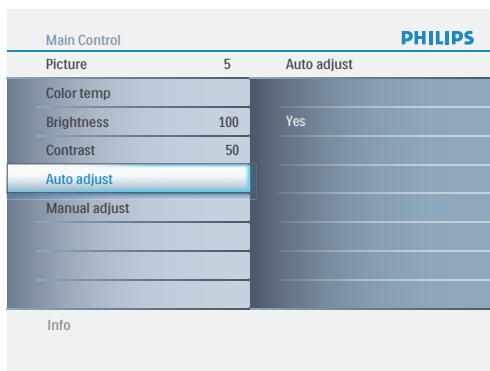 Main Control PHILIPS
Picture 5 Auto adjust
Color temp
Brightness 100 Yes
Contrast 50
Auto adjust
Manual adjust
Info